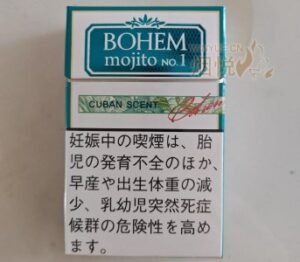 BOHEM
mojito NO.1
CUBAN SCENT
Bohem
妊娠中の喫煙は、胎
児の発育不全のほか、
早産や出生体重の減
少、乳幼児突然死症
候群の危険性を高め
ます。